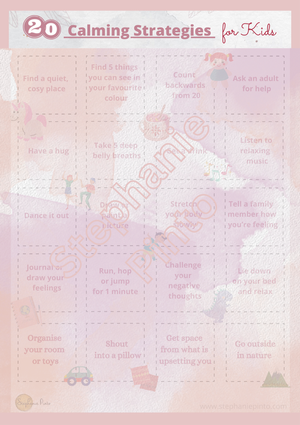 20 Calming Strategies for Kids
Find a quiet,
cosy place
Find 5 things
you can see in
your favourite
colour
Count
backwards
from 20
Ask an adult
for help
Have a hug
Take 5 deep
belly breaths
drink
Listen to
relaxing
music
Dance it out
picture
Stretch
your body
Tell a family
member how
you're feeling
Journal or
draw your
feelings
Run, hop
or jump
for 1 minute
Challenge
your
negative
thoughts
Lie down
on your bed
and relax
Organise
your room
or toys
Shout
into a pillow
Get space
from what is
upsetting you
Go outside
in nature
Stephanie
Pinto